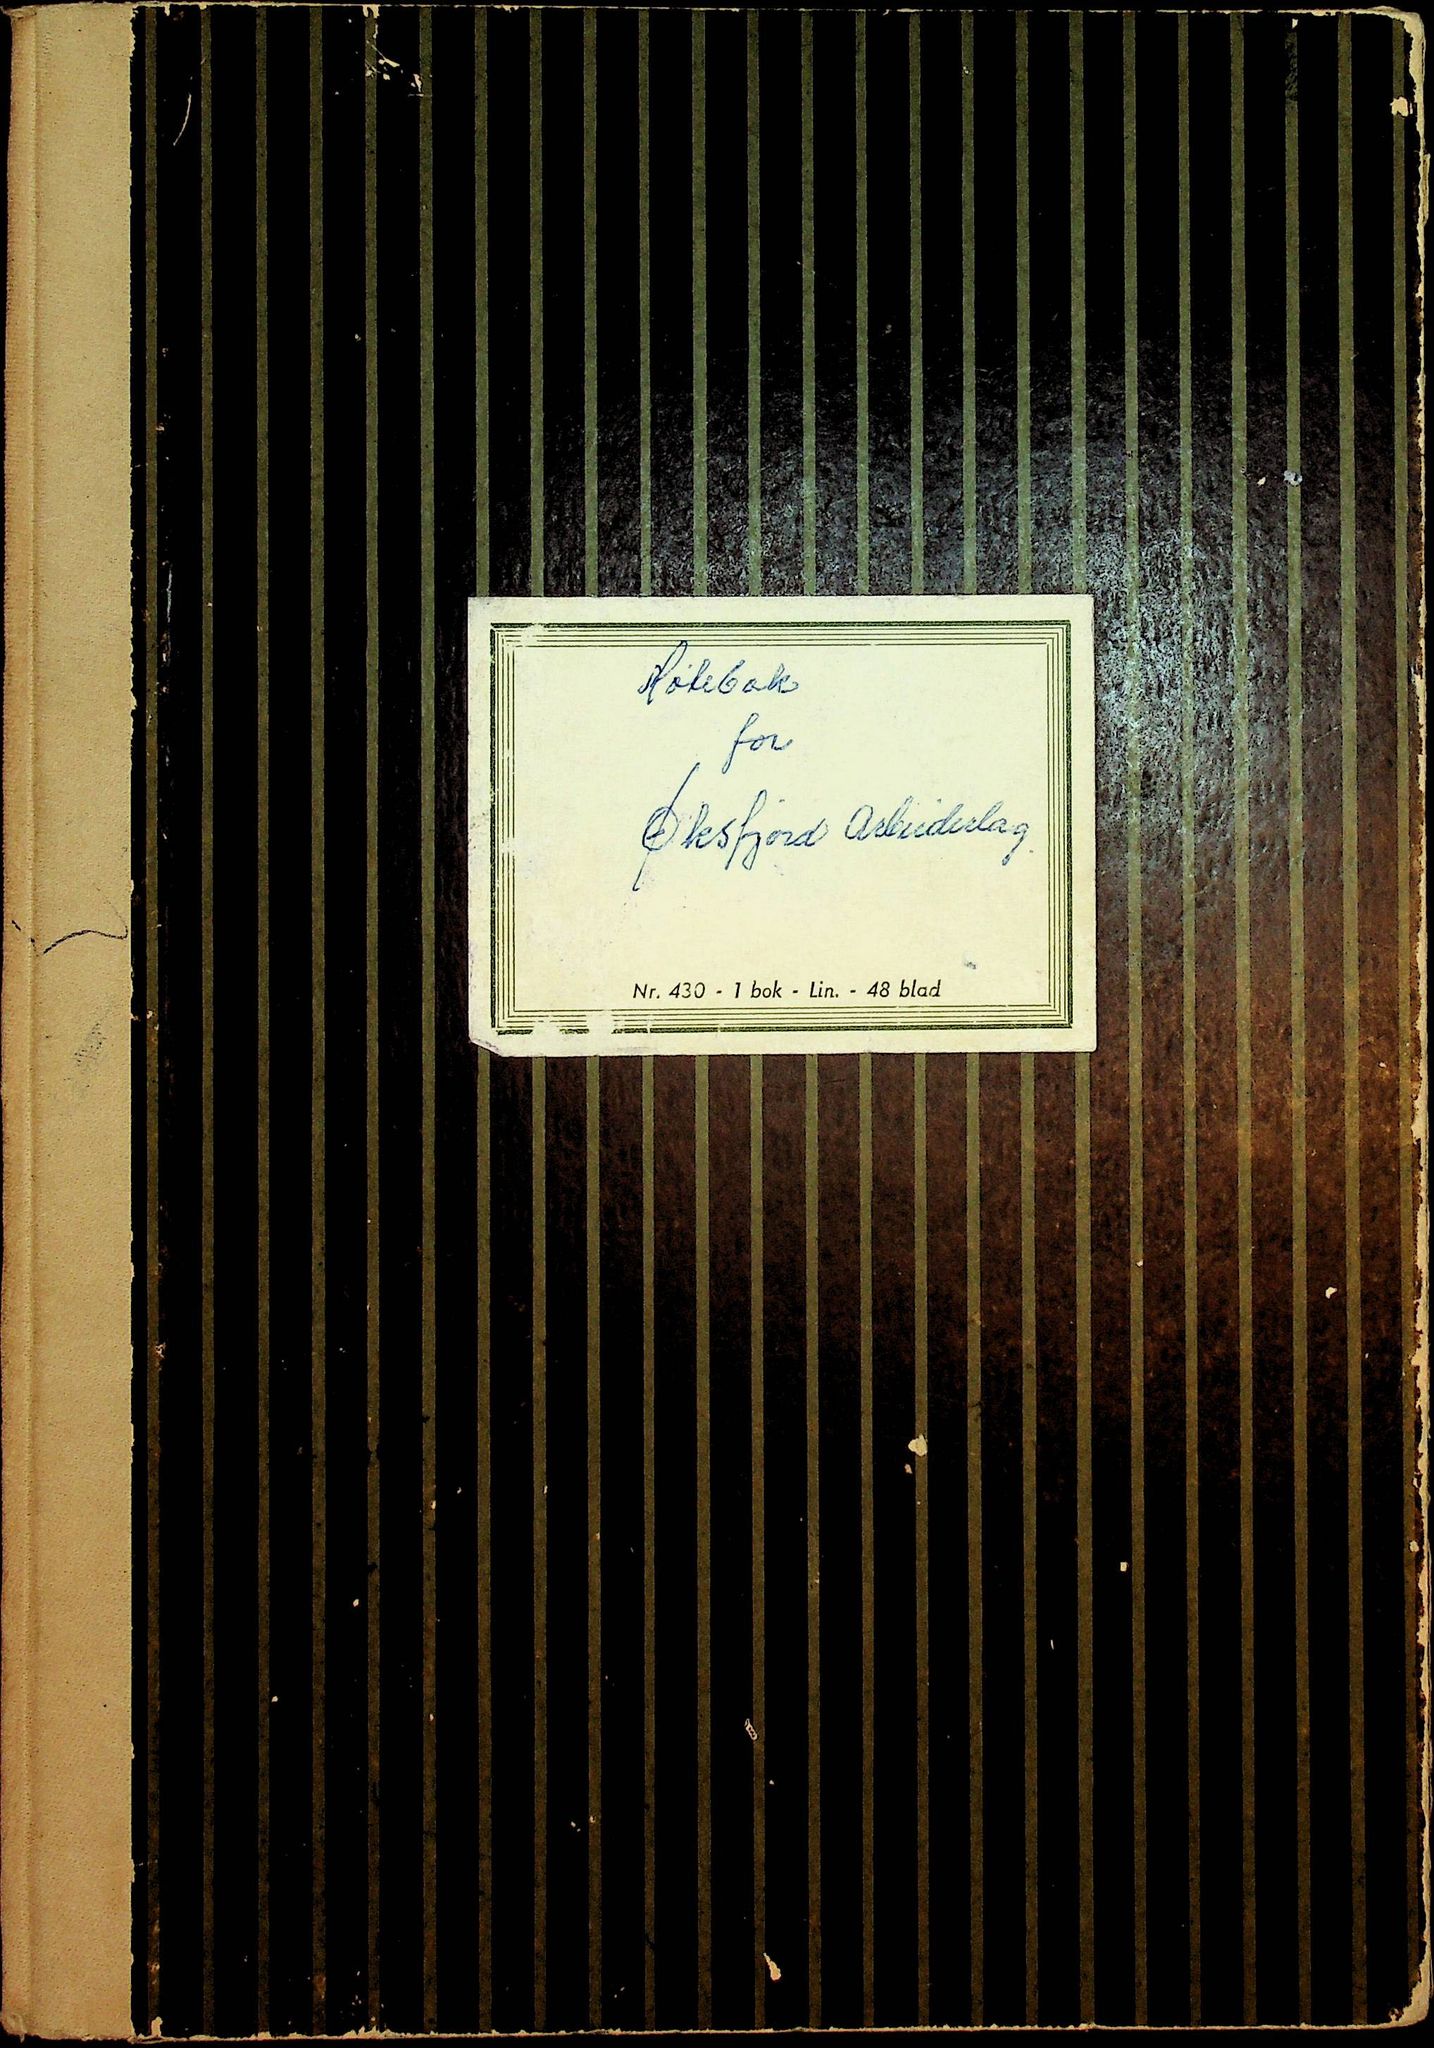 Møtebok
for
Øksfjord Arbeiderlag
Nr. 430 - 1 bok - Lin. - 48 blad